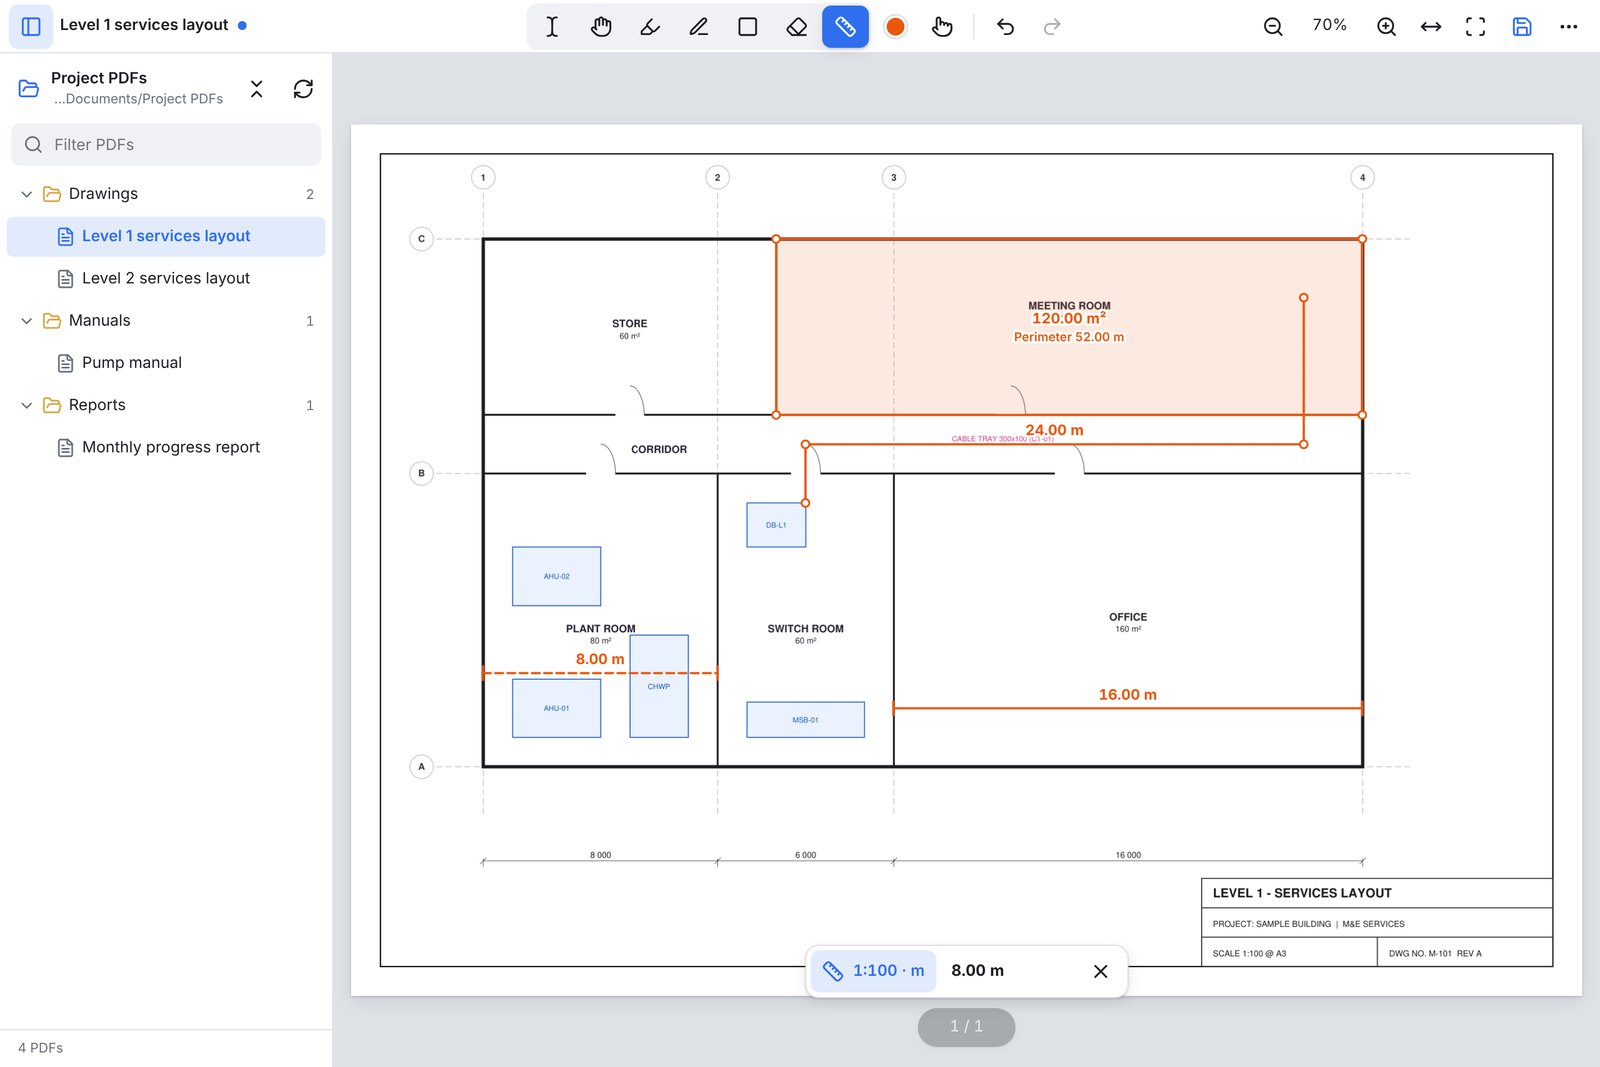 Level 1 services layout
70%
Project PDFs
...Documents/Project PDFs
Filter PDFs
Drawings 2
Level 1 services layout
Level 2 services layout
Manuals 1
Pump manual
Reports 1
Monthly progress report
4 PDFs
1 2 3 4
C
MEETING ROOM
120.00 m²
Perimeter 52.00 m
STORE
60 m²
24.00 m
CABLE TRAY 300x100 (CT-01)
CORRIDOR
B
DB-L1
AHU-02
PLANT ROOM
80 m²
8.00 m
SWITCH ROOM
60 m²
OFFICE
160 m²
CHWP
16.00 m
AHU-01
MSB-01
A
8 000 6 000 16 000
LEVEL 1 - SERVICES LAYOUT
PROJECT: SAMPLE BUILDING | M&E SERVICES
SCALE 1:100 @ A3 DWG NO. M-101 REV A
1:100 · m 8.00 m
1 / 1